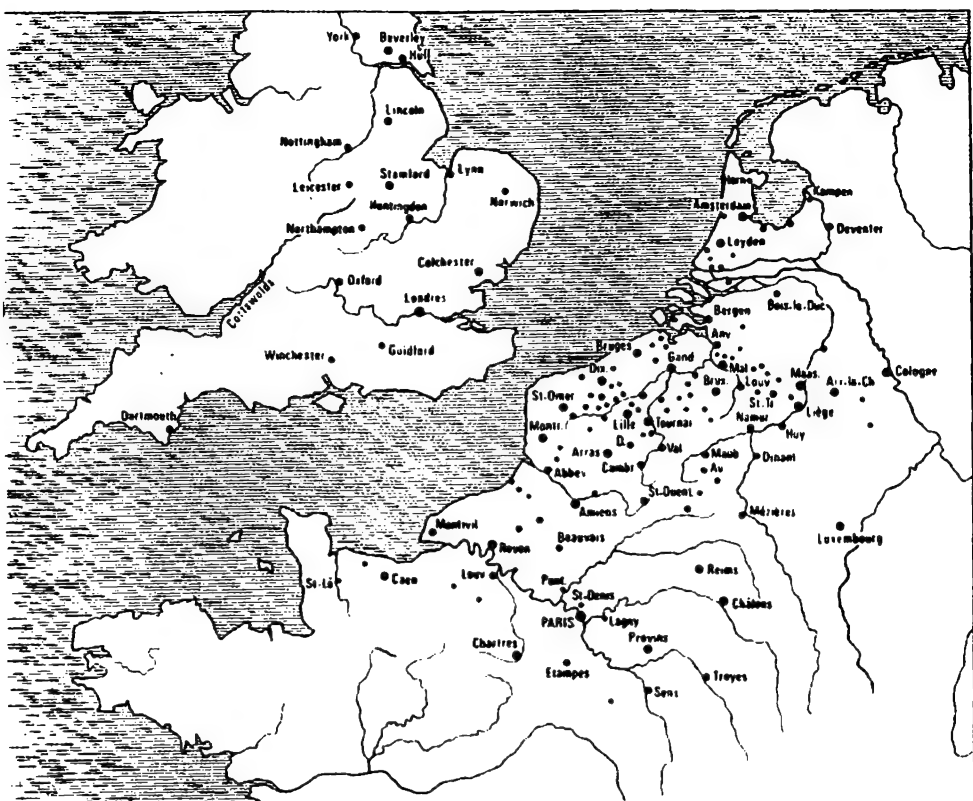 York
Beverley
Hull
Lincoln
Nottingham
Lynn
Leicester
Stamford
Norwich
Huntingdon
Northampton
Colchester
Oxford
Londres
Cottswolds
Guildford
Winchester
Dartmouth
Horn
Kampen
Amsterdam
Deventer
Leyden
Bois-le-Duc
Bergen
Anv
Bruges
Gand
Mal
Maas.
Arr-la-Ch
Cologne
Dix.
Brux.
Louv
St-Tr
St-Omer
Liège
Montr.
Lille
Tournai
Namur
Huy
D.
Arras
Val
Maub
Dinant
Abbev
Cambr
Av
St-Quent.
Amiens
Mézières
Montvil
Luxembourg
Rouen
Beauvais
St-Lô
Caen
Louv
Pont.
Reims
St-Denis
Châlons
PARIS
Lagny
Provins
Chartres
Etampes
Troyes
Sens